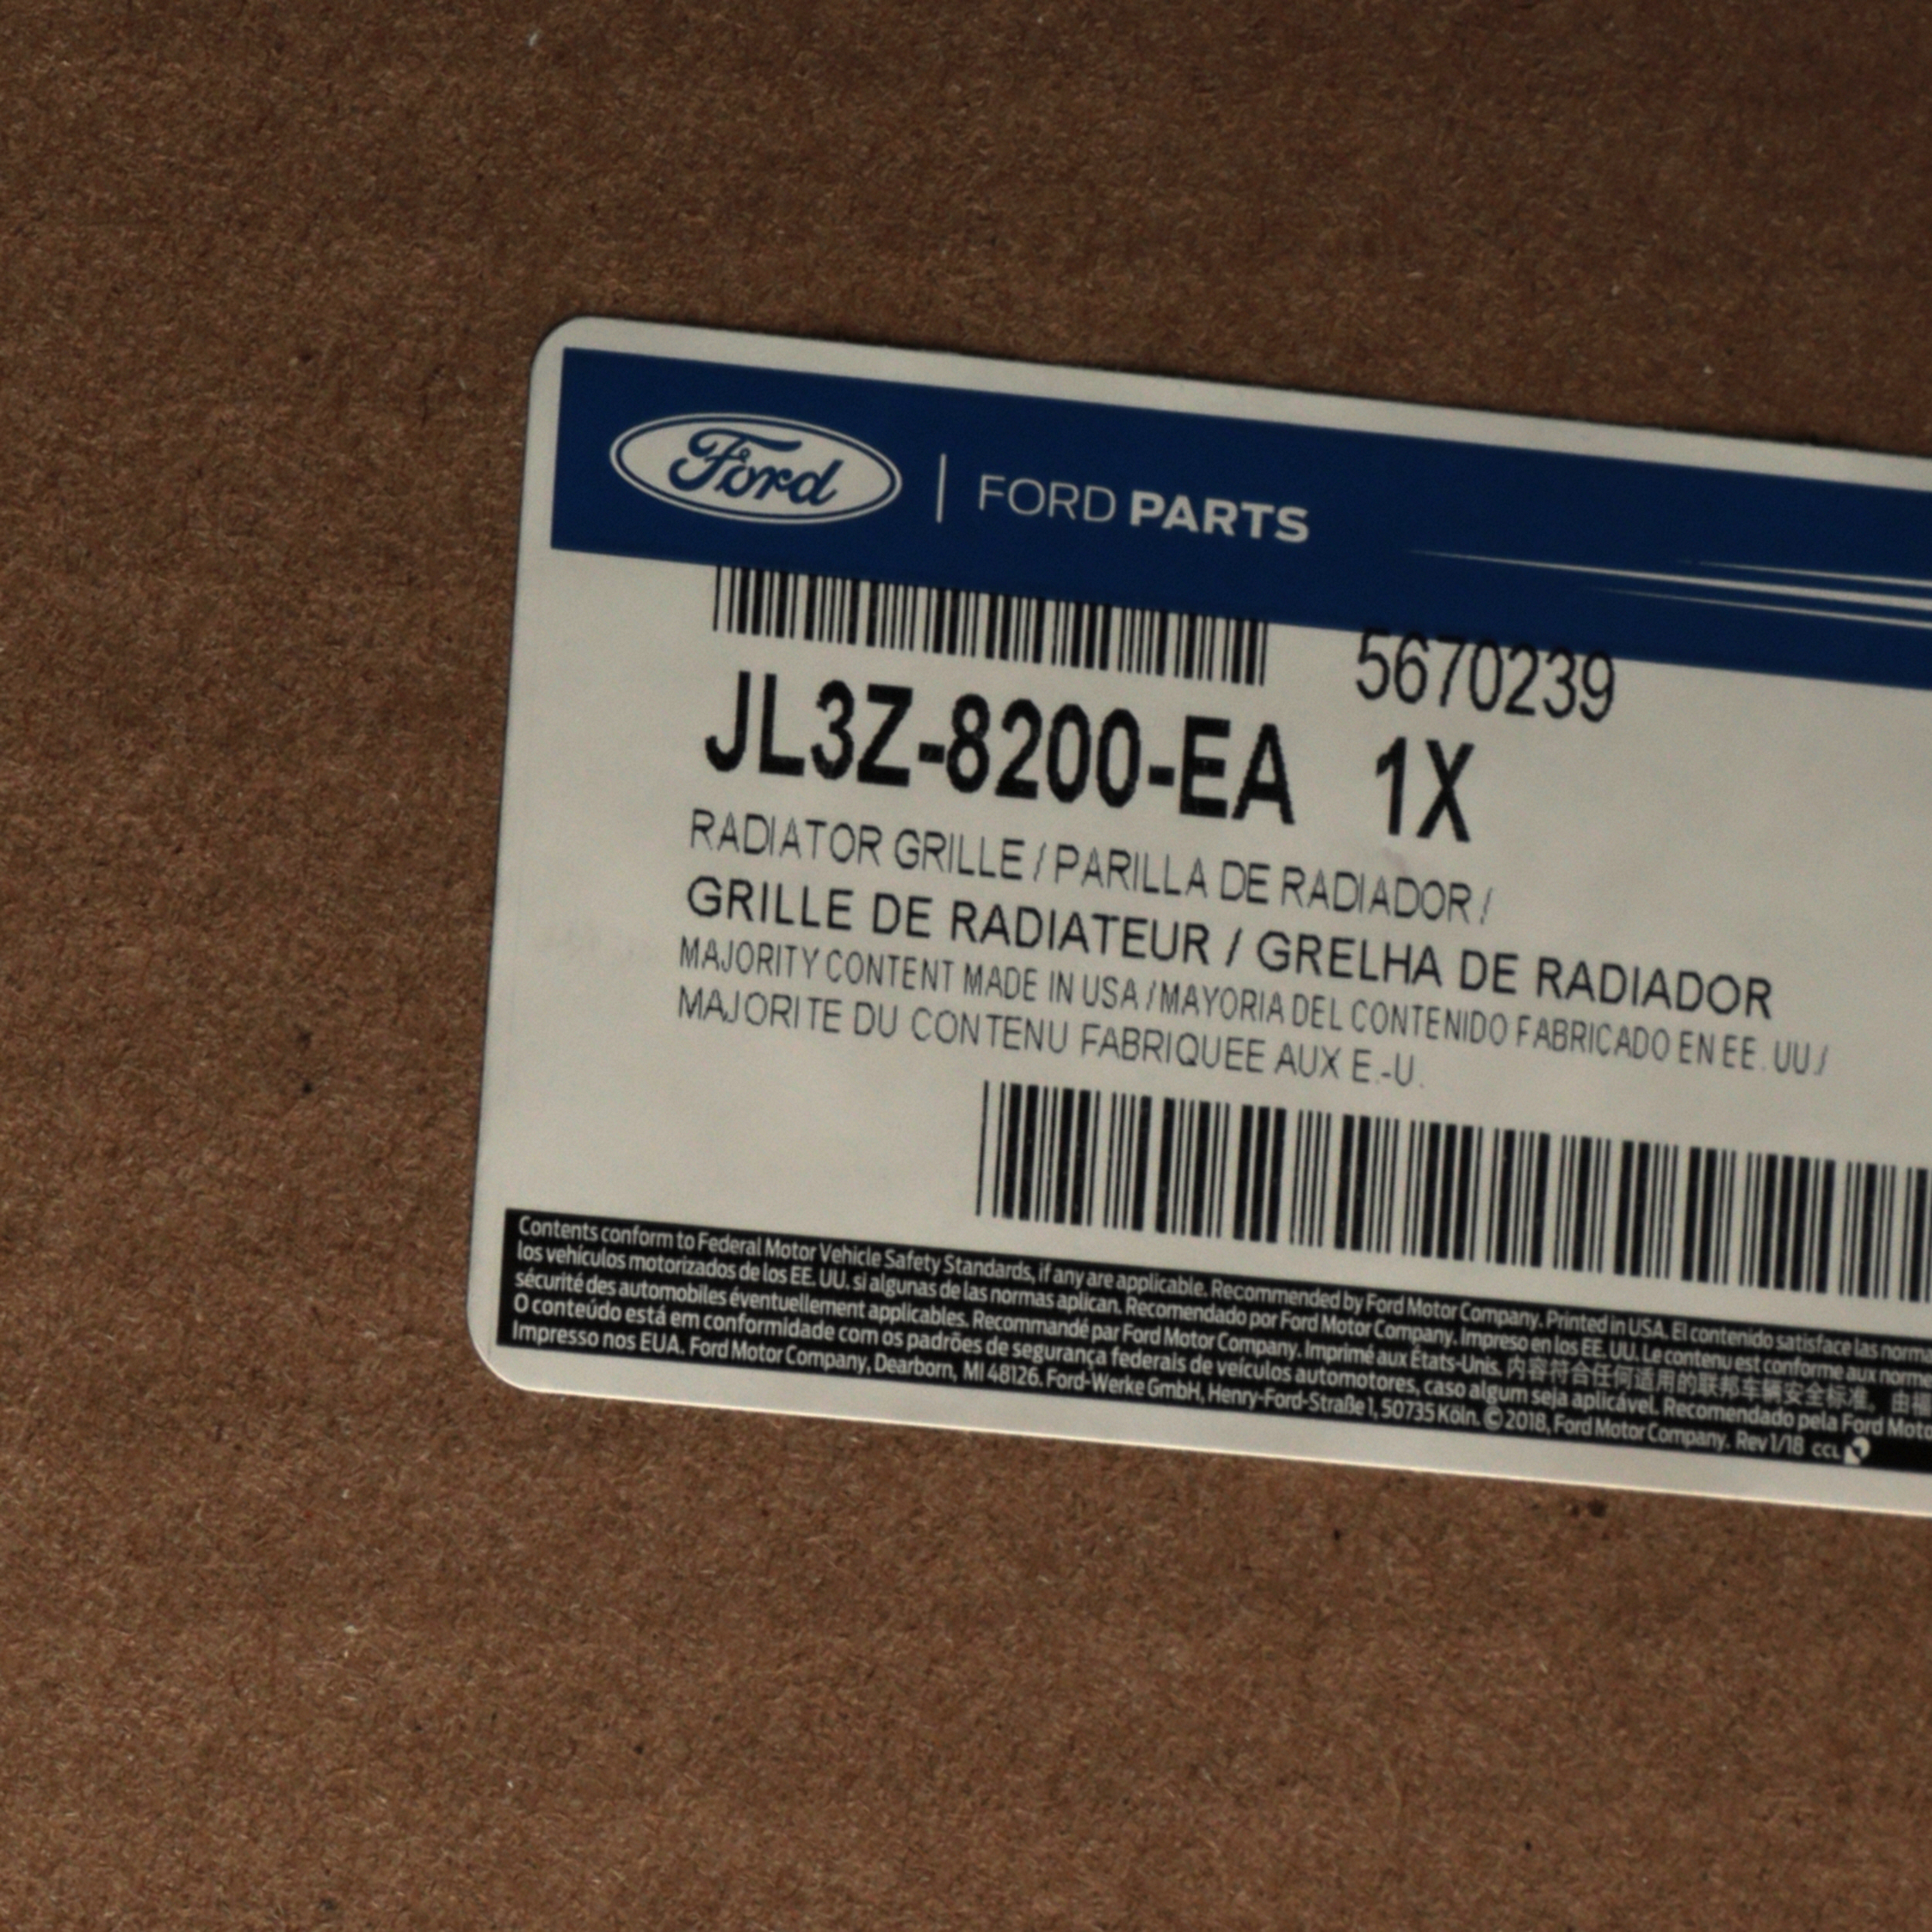 Ford | FORD PARTS
5670239
JL3Z-8200-EA 1X
RADIATOR GRILLE / PARILLA DE RADIADOR /
GRILLE DE RADIATEUR / GRELHA DE RADIADOR
MAJORITY CONTENT MADE IN USA / MAYORIA DEL CONTENIDO FABRICADO EN EE. UU./
MAJORITE DU CONTENU FABRIQUEE AUX E.-U.
Contents conform to Federal Motor Vehicle Safety Standards, if any are applicable. Recommended by Ford Motor Company. Printed in USA. El contenido satisface las
los vehículos motorizados de los EE. UU. si algunas de las normas aplican. Recomendado por Ford Motor Company. Impreso en los EE. UU. Le contenu est conforme aux
sécurité des automobiles éventuellement applicables. Recommandé par Ford Motor Company. Imprimé aux États-Unis. 内容符合任何适用的联邦车辆安全标准。由福
O conteúdo está em conformidade com os padrões de segurança federais de veículos automotores, caso algum seja aplicável. Recomendado pela Ford
Impresso nos EUA. Ford Motor Company, Dearborn, MI 48126. Ford-Werke GmbH, Henry-Ford-Straße 1, 50735 Köln. © 2018, Ford Motor Company. Rev 1/18 CCL